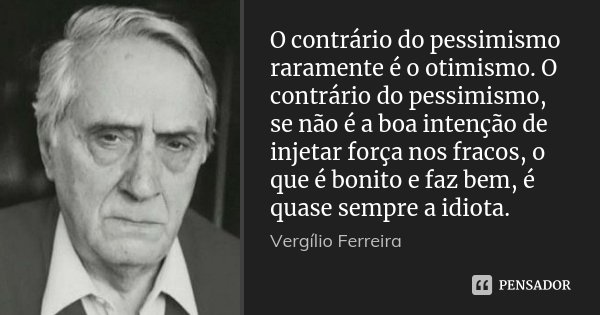 O contrário do pessimismo
raramente é o otimismo. O
contrário do pessimismo,
se não é a boa intenção de
injetar força nos fracos, o
que é bonito e faz bem, é
quase sempre a idiota.
Vergílio Ferreira
PENSADOR